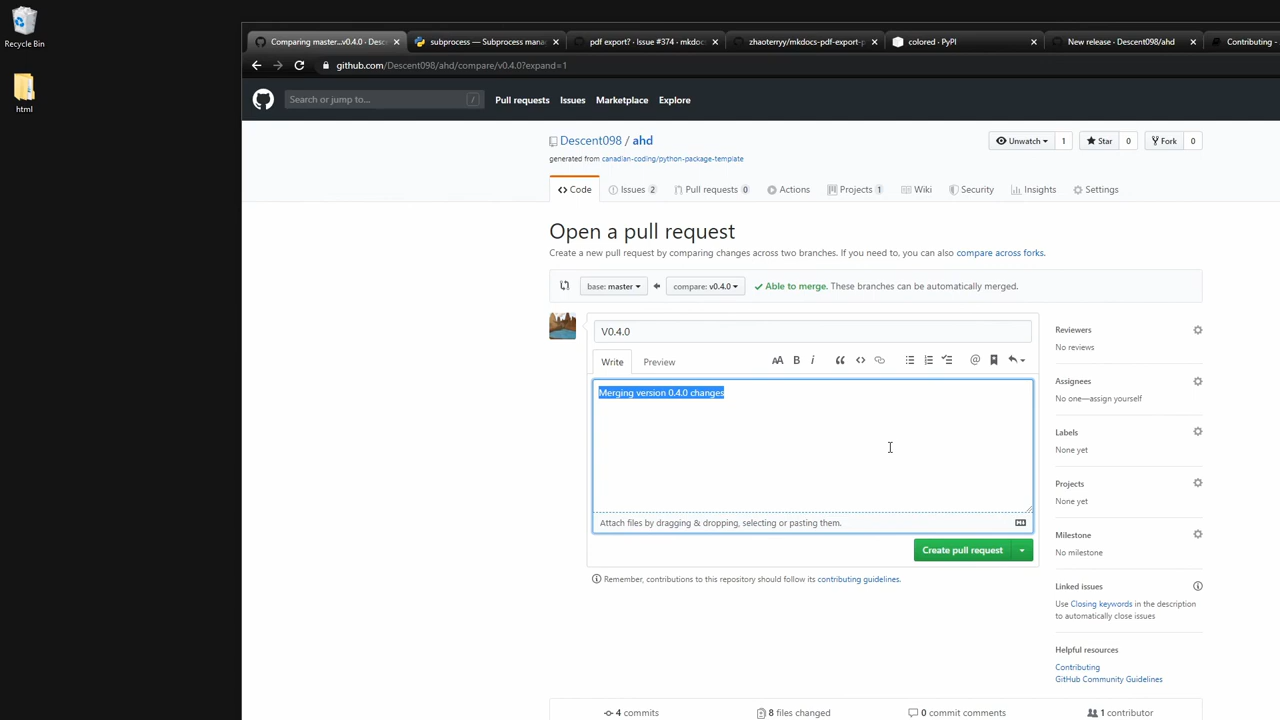 Recycle Bin
html
Comparing master...v0.4.0 · Desc
subprocess — Subprocess mana
pdf export? · Issue #374 · mkdoc
zhaoterryy/mkdocs-pdf-export-p
colored · PyPI
New release · Descent098/ahd
Contributing -
github.com/Descent098/ahd/compare/v0.4.0?expand=1
Search or jump to...
/
Pull requests
Issues
Marketplace
Explore
Descent098 / ahd
Unwatch 1
Star 0
Fork 0
generated from canadian-coding/python-package-template
Code
Issues 2
Pull requests 0
Actions
Projects 1
Wiki
Security
Insights
Settings
Open a pull request
Create a new pull request by comparing changes across two branches. If you need to, you can also compare across forks.
base: master
compare: v0.4.0
Able to merge. These branches can be automatically merged.
V0.4.0
Write
Preview
AA B i
@
Merging version 0.4.0 changes
Attach files by dragging & dropping, selecting or pasting them.
Create pull request
Remember, contributions to this repository should follow its contributing guidelines.
Reviewers
No reviews
Assignees
No one—assign yourself
Labels
None yet
Projects
None yet
Milestone
No milestone
Linked issues
Use Closing keywords in the description
to automatically close issues
Helpful resources
Contributing
GitHub Community Guidelines
4 commits
8 files changed
0 commit comments
1 contributor